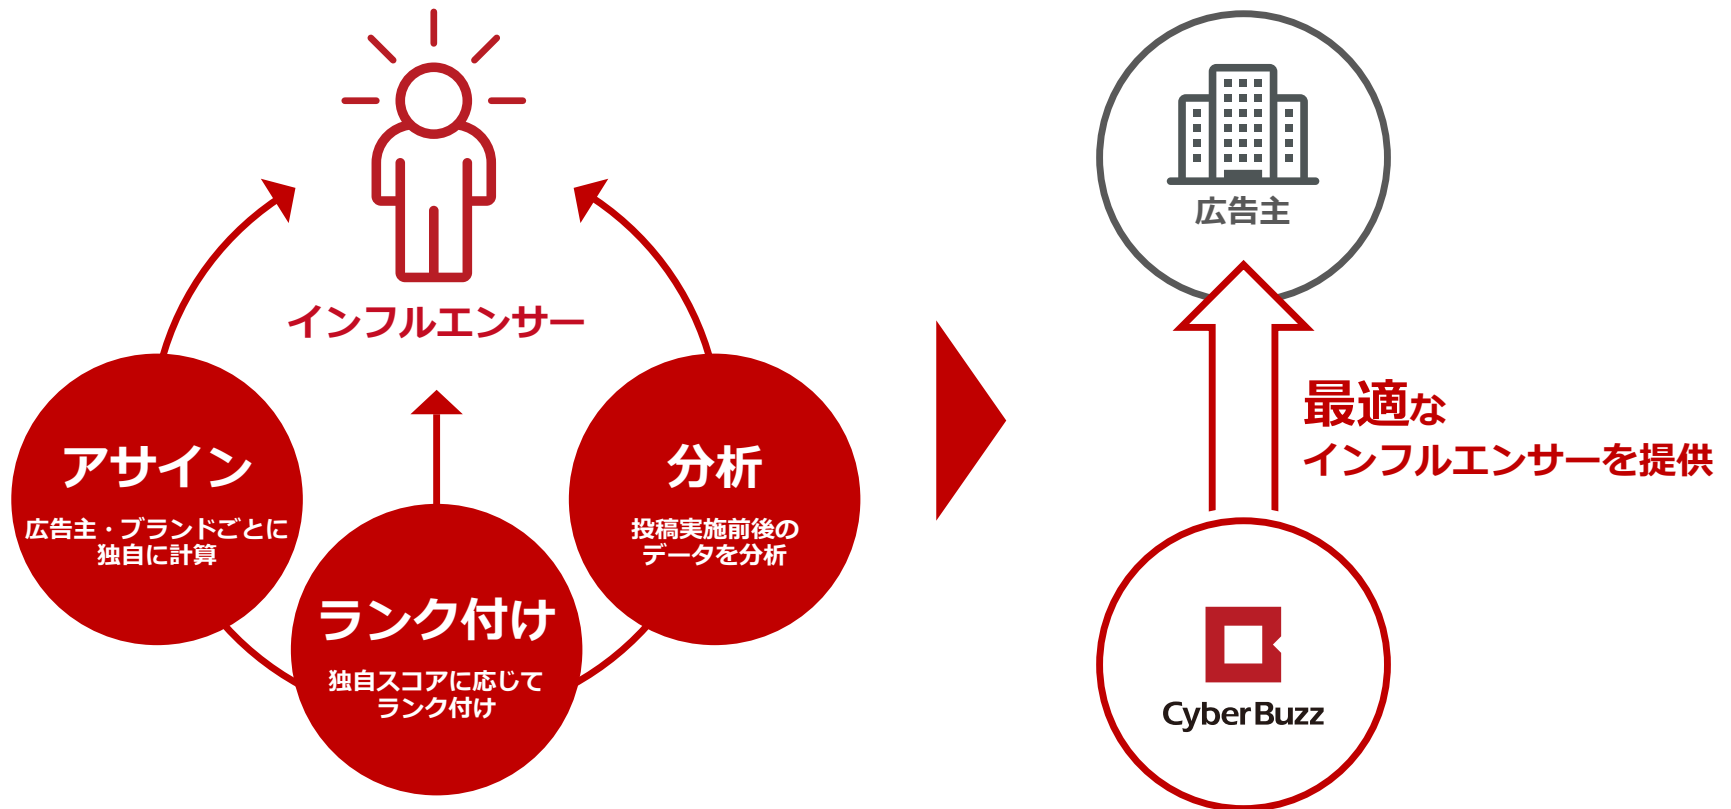 インフルエンサー
アサイン
広告主・ブランドごとに
独自に計算
ランク付け
独自スコアに応じて
ランク付け
分析
投稿実施前後の
データを分析
広告主
最適な
インフルエンサーを提供
CyberBuzz